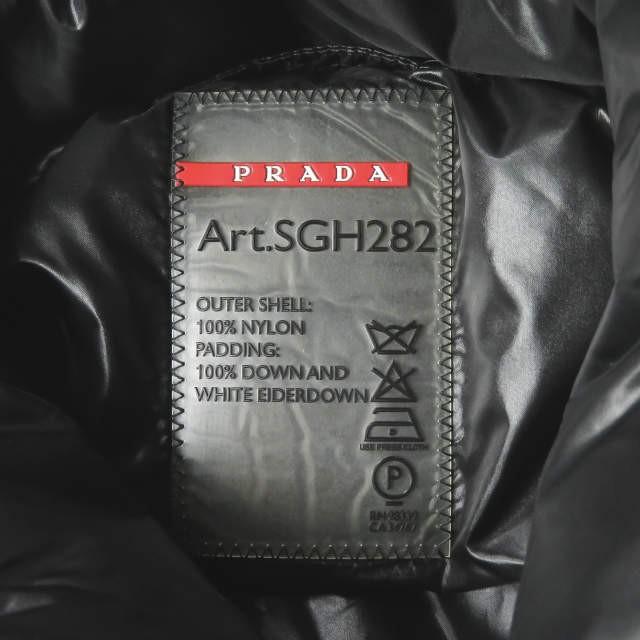 PRADA
Art.SGH282
OUTER SHELL:
100% NYLON
PADDING:
100% DOWN AND
WHITE EIDERDOWN
USE PRESS CLOTH
P